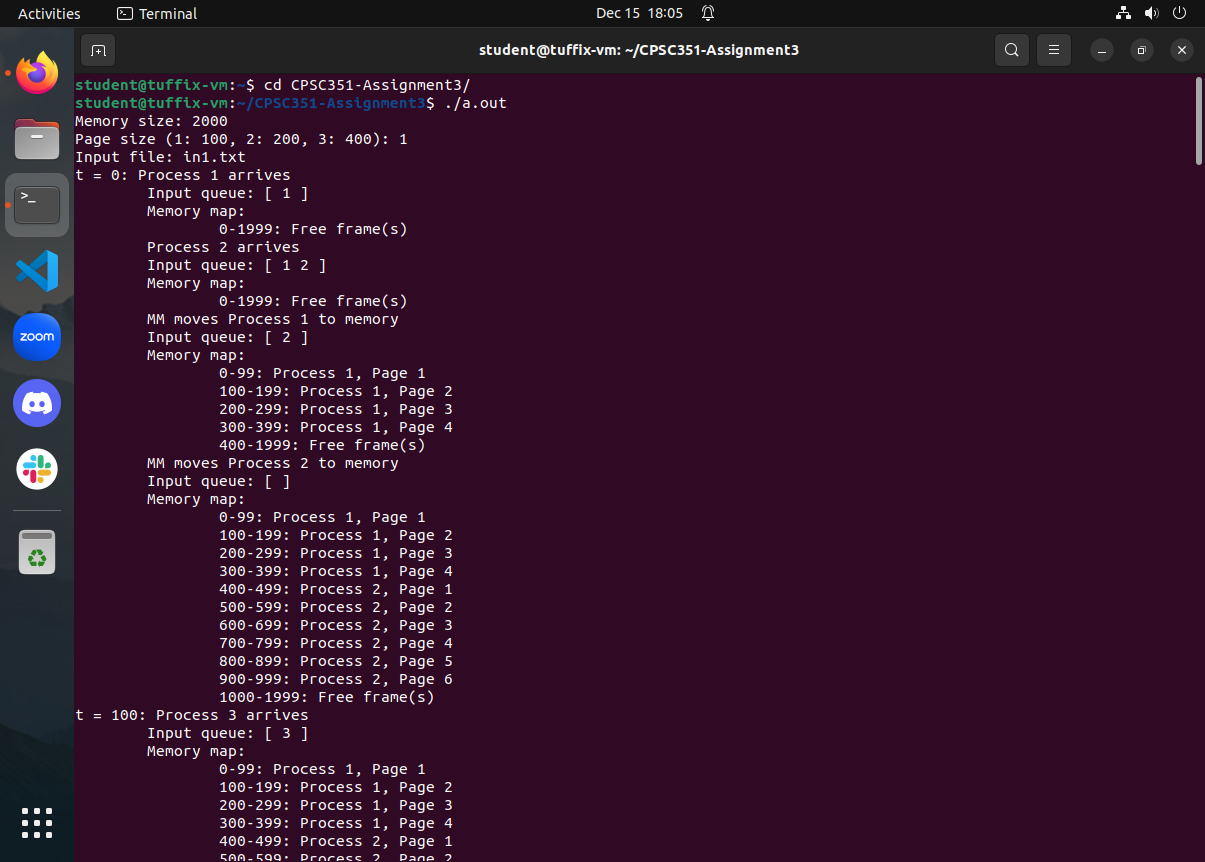 Activities
Terminal
Dec 15 18:05
student@tuffix-vm: ~/CPSC351-Assignment3
zoom
student@tuffix-vm:~$ cd CPSC351-Assignment3/
student@tuffix-vm:~/CPSC351-Assignment3$ ./a.out
Memory size: 2000
Page size (1: 100, 2: 200, 3: 400): 1
Input file: in1.txt
t = 0: Process 1 arrives
Input queue: [ 1 ]
Memory map:
0-1999: Free frame(s)
Process 2 arrives
Input queue: [ 1 2 ]
Memory map:
0-1999: Free frame(s)
MM moves Process 1 to memory
Input queue: [ 2 ]
Memory map:
0-99: Process 1, Page 1
100-199: Process 1, Page 2
200-299: Process 1, Page 3
300-399: Process 1, Page 4
400-1999: Free frame(s)
MM moves Process 2 to memory
Input queue: [ ]
Memory map:
0-99: Process 1, Page 1
100-199: Process 1, Page 2
200-299: Process 1, Page 3
300-399: Process 1, Page 4
400-499: Process 2, Page 1
500-599: Process 2, Page 2
600-699: Process 2, Page 3
700-799: Process 2, Page 4
800-899: Process 2, Page 5
900-999: Process 2, Page 6
1000-1999: Free frame(s)
t = 100: Process 3 arrives
Input queue: [ 3 ]
Memory map:
0-99: Process 1, Page 1
100-199: Process 1, Page 2
200-299: Process 1, Page 3
300-399: Process 1, Page 4
400-499: Process 2, Page 1
500-599: Process 2, Page 2